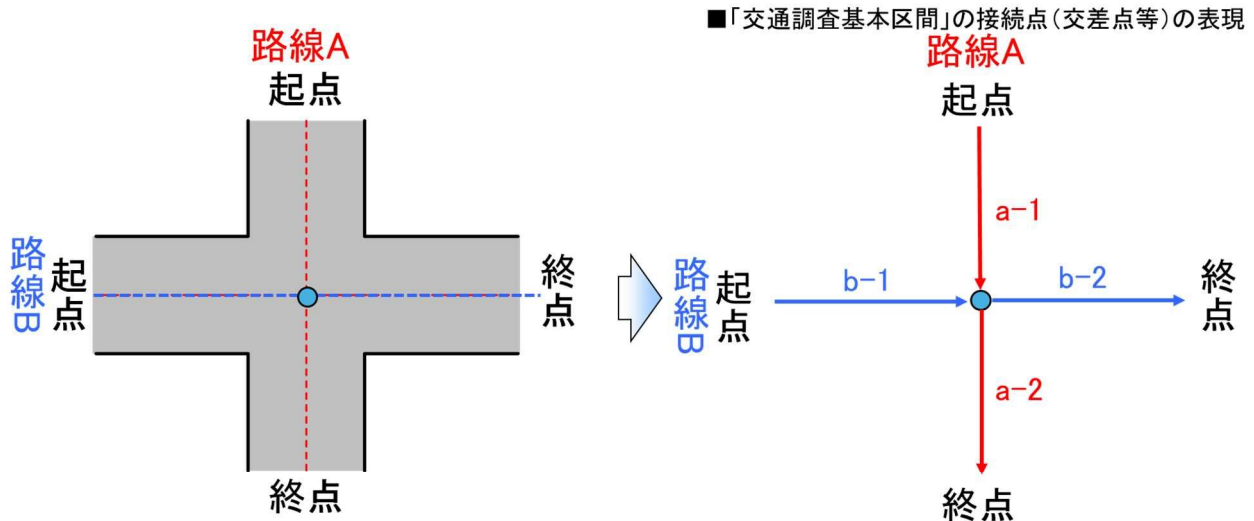 ■「交通調査基本区間」の接続点(交差点等)の表現
路線A
起点
路線B
起点
終点
終点
路線A
起点
a-1
路線B
起点
b-1
b-2
終点
a-2
終点